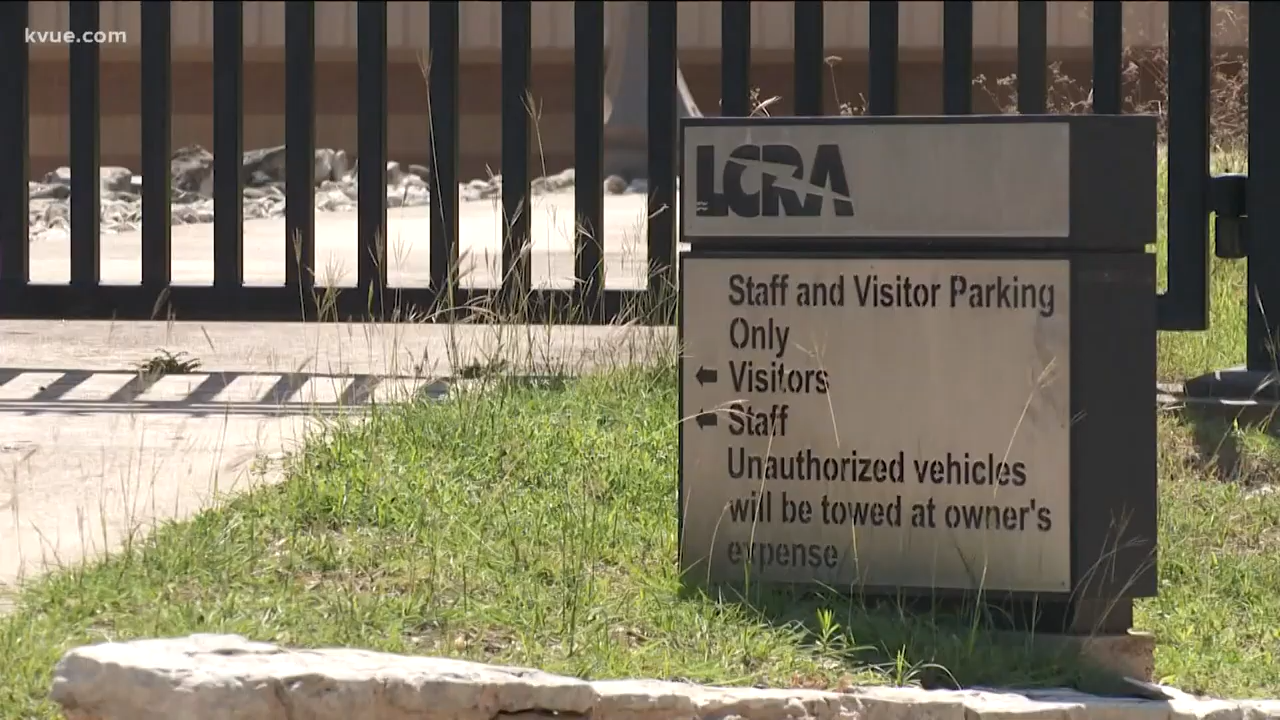 kvue.com
LCRA
Staff and Visitor Parking
Only
← Visitors
← Staff
Unauthorized vehicles
will be towed at owner's
expense